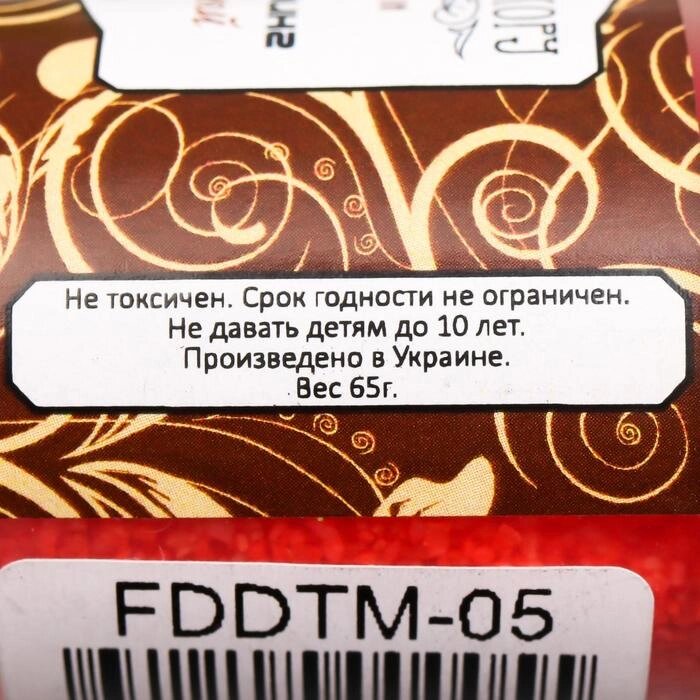 Не токсичен. Срок годности не ограничен.
Не давать детям до 10 лет.
Произведено в Украине.
Вес 65г.
FDDTM-05